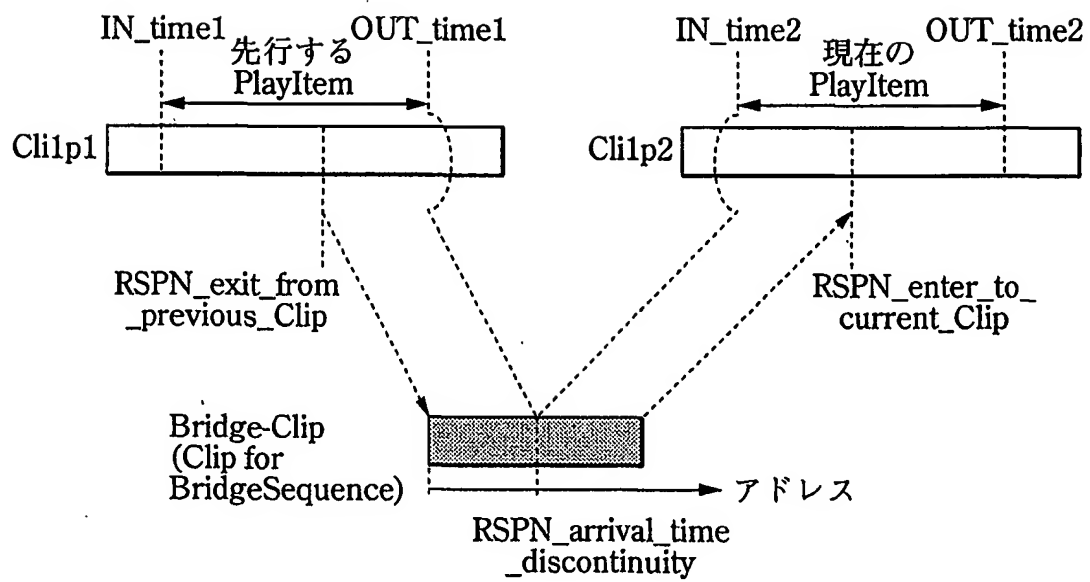 IN_time1
先行する
PlayItem
OUT_time1
IN_time2
現在の
PlayItem
OUT_time2
Cli1p1
Cli1p2
RSPN_exit_from
_previous_Clip
RSPN_enter_to_
current_Clip
Bridge-Clip
(Clip for
BridgeSequence)
アドレス
RSPN_arrival_time
_discontinuity